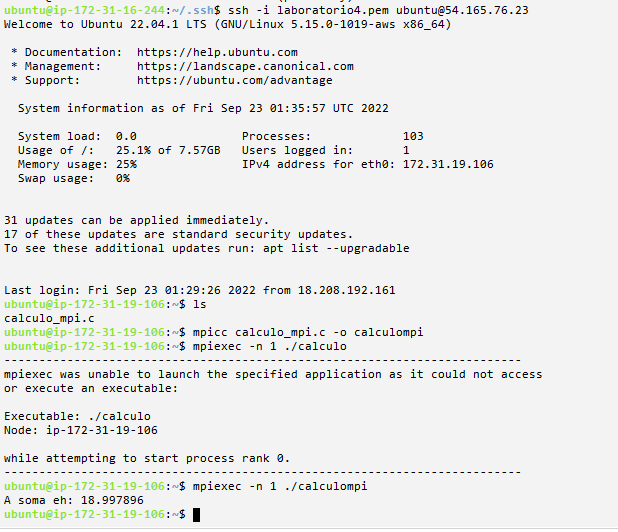 ubuntu@ip-172-31-16-244:~/.ssh$ ssh -i laboratorio4.pem ubuntu@54.165.76.23
Welcome to Ubuntu 22.04.1 LTS (GNU/Linux 5.15.0-1019-aws x86_64)

 * Documentation:  https://help.ubuntu.com
 * Management:     https://landscape.canonical.com
 * Support:        https://ubuntu.com/advantage

  System information as of Fri Sep 23 01:35:57 UTC 2022

  System load:  0.0               Processes:             103
  Usage of /:   25.1% of 7.57GB   Users logged in:       1
  Memory usage: 25%               IPv4 address for eth0: 172.31.19.106
  Swap usage:   0%


31 updates can be applied immediately.
17 of these updates are standard security updates.
To see these additional updates run: apt list --upgradable


Last login: Fri Sep 23 01:29:26 2022 from 18.208.192.161
ubuntu@ip-172-31-19-106:~$ ls
calculo_mpi.c
ubuntu@ip-172-31-19-106:~$ mpicc calculo_mpi.c -o calculompi
ubuntu@ip-172-31-19-106:~$ mpiexec -n 1 ./calculo
--------------------------------------------------------------------------
mpiexec was unable to launch the specified application as it could not access
or execute an executable:

Executable: ./calculo
Node: ip-172-31-19-106

while attempting to start process rank 0.
--------------------------------------------------------------------------
ubuntu@ip-172-31-19-106:~$ mpiexec -n 1 ./calculompi
A soma eh: 18.997896
ubuntu@ip-172-31-19-106:~$